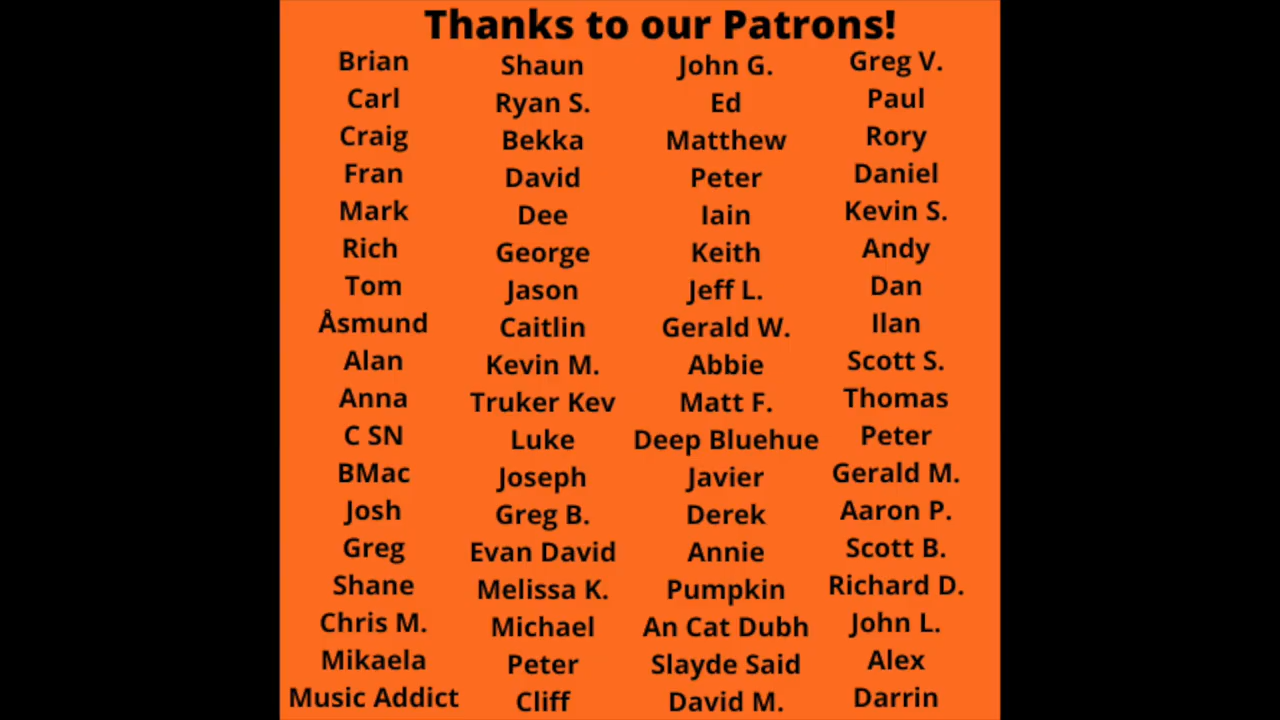 Thanks to our Patrons!
Brian
Carl
Craig
Fran
Mark
Rich
Tom
Åsmund
Alan
Anna
C SN
BMac
Josh
Greg
Shane
Chris M.
Mikaela
Music Addict
Shaun
Ryan S.
Bekka
David
Dee
George
Jason
Caitlin
Kevin M.
Truker Kev
Luke
Joseph
Greg B.
Evan David
Melissa K.
Michael
Peter
Cliff
John G.
Ed
Matthew
Peter
Iain
Keith
Jeff L.
Gerald W.
Abbie
Matt F.
Deep Bluehue
Javier
Derek
Annie
Pumpkin
An Cat Dubh
Slayde Said
David M.
Greg V.
Paul
Rory
Daniel
Kevin S.
Andy
Dan
Ilan
Scott S.
Thomas
Peter
Gerald M.
Aaron P.
Scott B.
Richard D.
John L.
Alex
Darrin